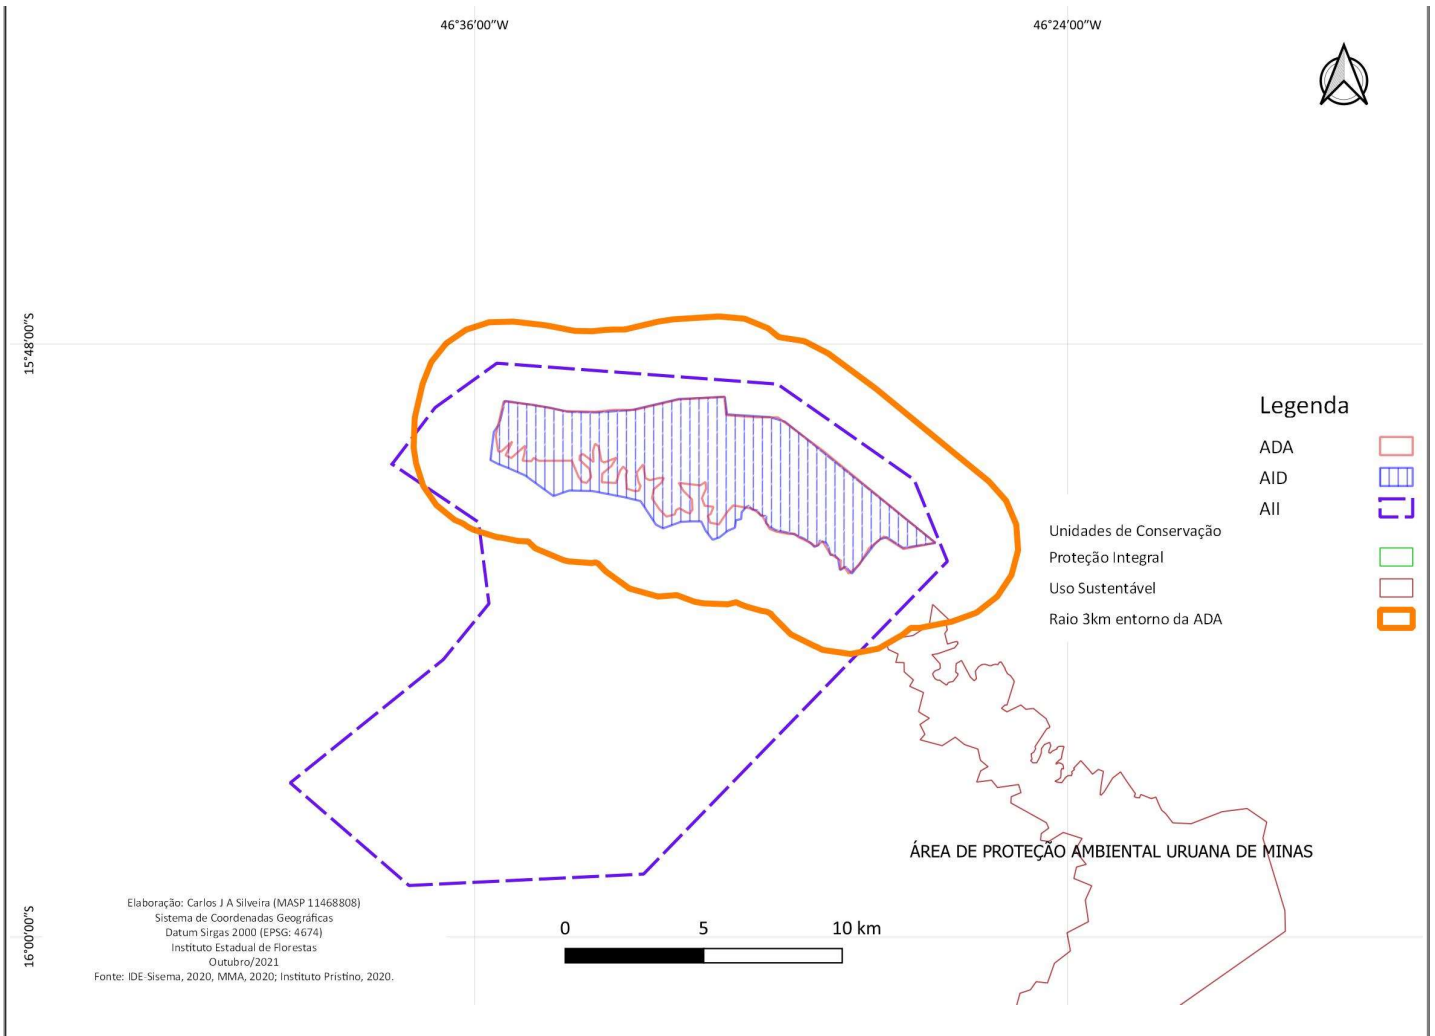 46°36'00"W
46°24'00"W
15°48'00"S
Legenda
ADA
AID
AII
Unidades de Conservação
Proteção Integral
Uso Sustentável
Raio 3km entorno da ADA
ÁREA DE PROTEÇÃO AMBIENTAL URUANA DE MINAS
16°00'00"S
Elaboração: Carlos J A Silveira (MASP 11468808)
Sistema de Coordenadas Geográficas
Datum Sirgas 2000 (EPSG: 4674)
Instituto Estadual de Florestas
Outubro/2021
Fonte: IDE-Sisema, 2020, MMA, 2020; Instituto Prístino, 2020.
0 5 10 km